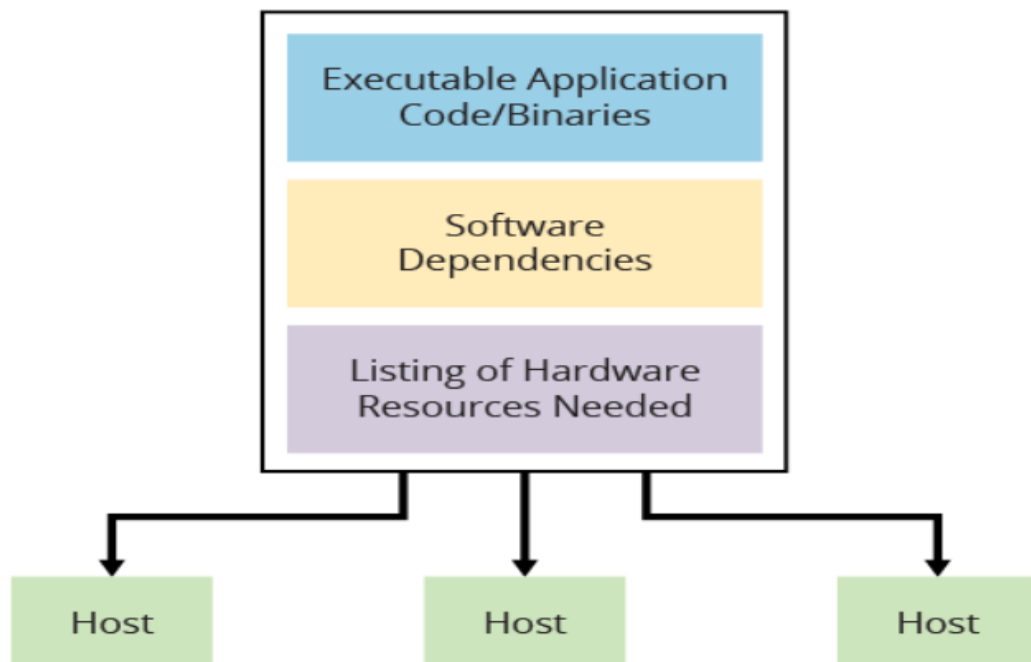 Executable Application
Code/Binaries
Software
Dependencies
Listing of Hardware
Resources Needed
Host
Host
Host